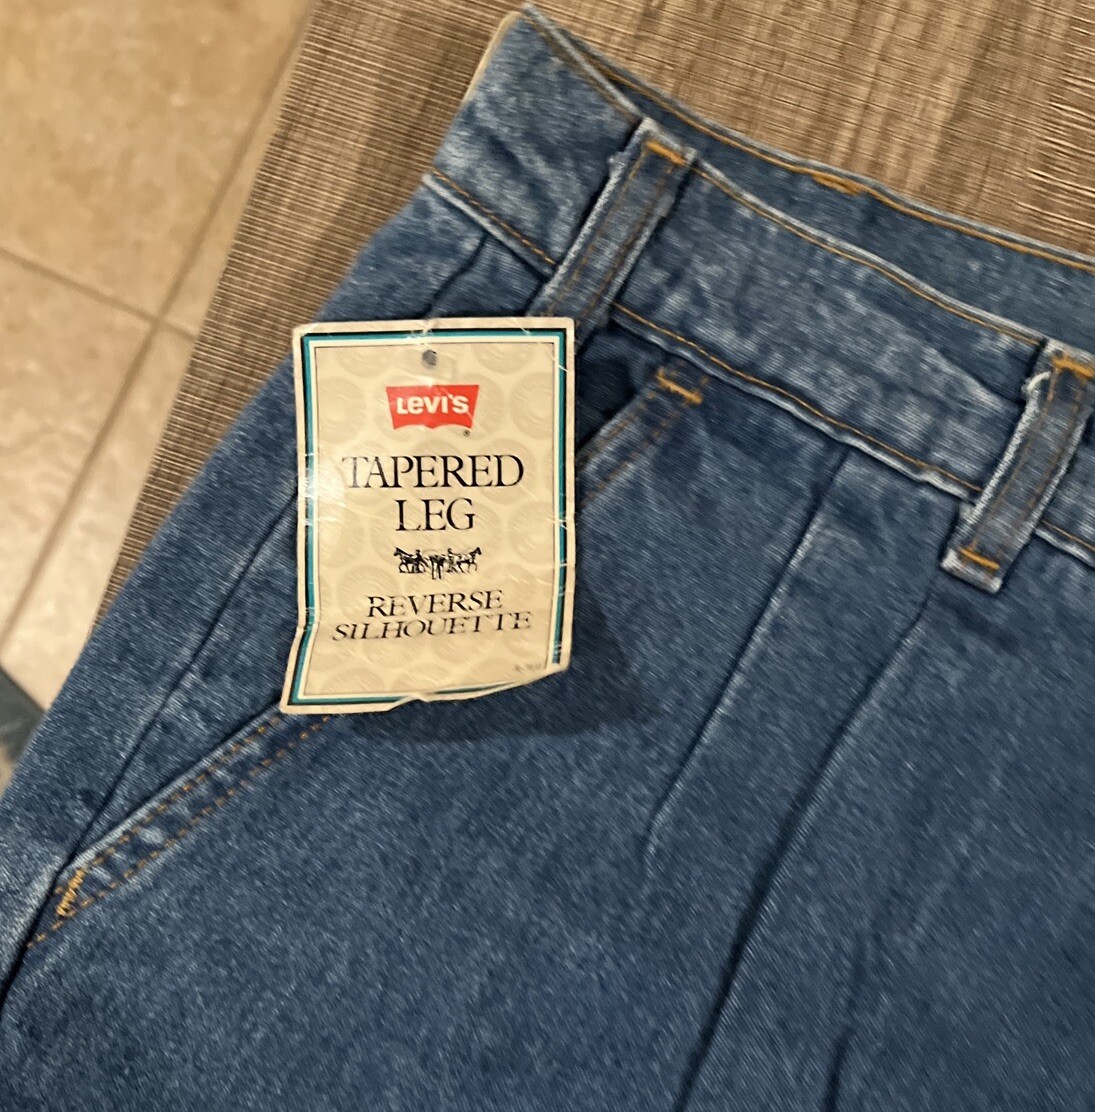 LEVI'S
®
TAPERED
LEG
REVERSE
SILHOUETTE